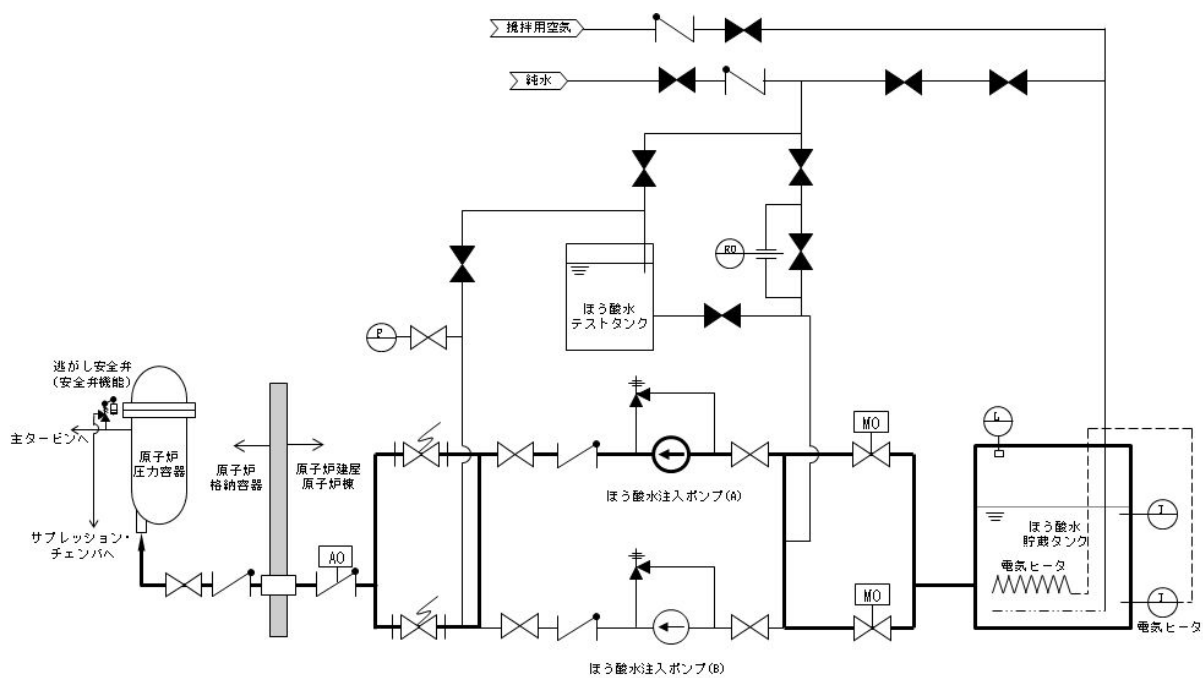 攪拌用空気
純水
RO
ほう酸水
テストタンク
P
逃がし安全弁
(安全弁機能)
主タービンへ
原子炉
圧力容器
原子炉
格納容器
原子炉建屋
原子炉棟
サプレッション・
チェンバへ
AO
MO
L
ほう酸水注入ポンプ(A)
T
ほう酸水
貯蔵タンク
電気ヒータ
MO
T
電気ヒータ
ほう酸水注入ポンプ(B)